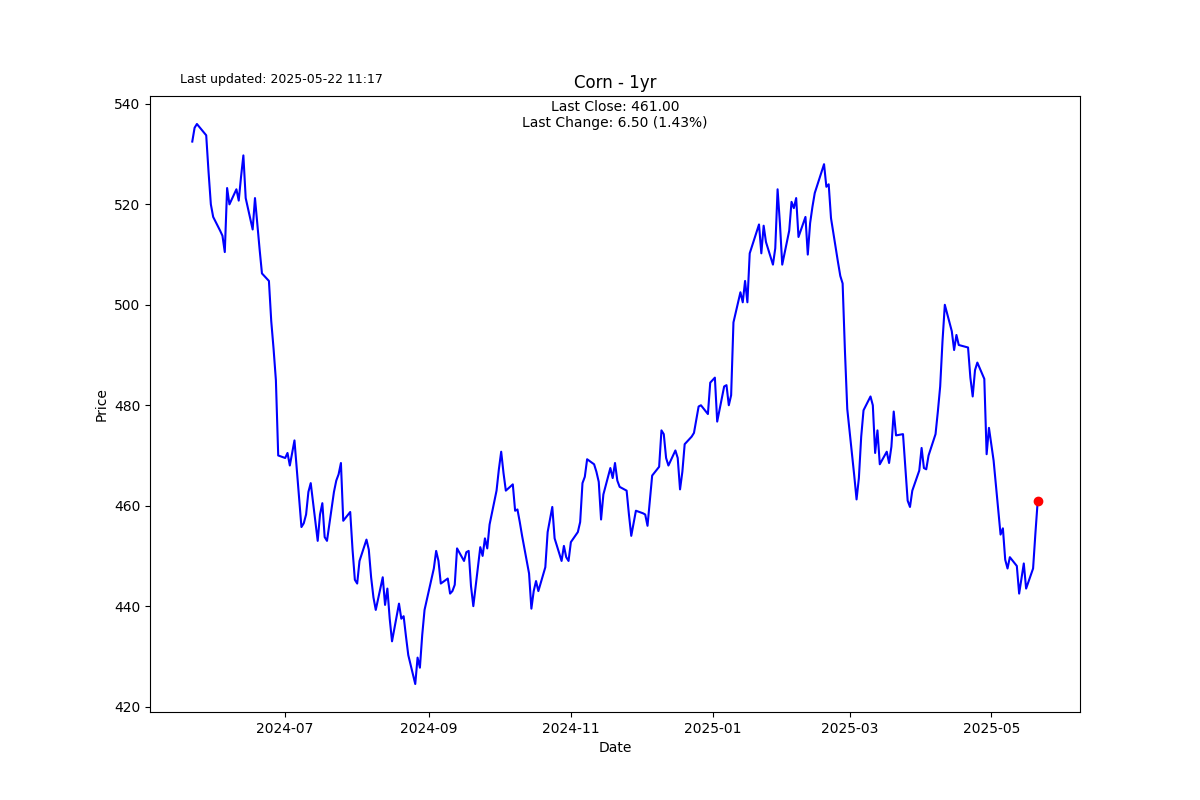 Last updated: 2025-05-22 11:17
Corn - 1yr
Last Close: 461.00
Last Change: 6.50 (1.43%)
540
520
500
480
460
440
420
Price
2024-07
2024-09
2024-11
2025-01
2025-03
2025-05
Date